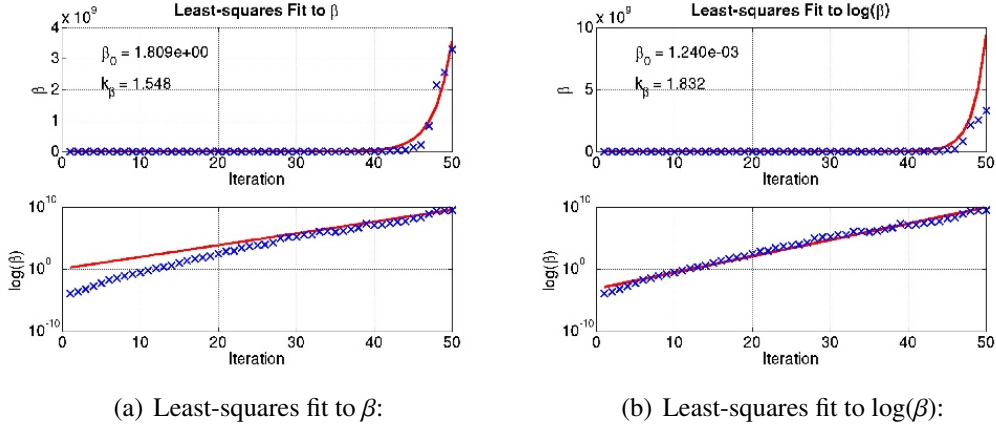 Least-squares Fit to β
x 10^9
β_0 = 1.809e+00
k_β = 1.548
β
4
3
2
1
0
0 10 20 30 40 50
Iteration
log(β)
10^10
10^0
10^-10
0 10 20 30 40 50
Iteration
(a) Least-squares fit to β:
Least-squares Fit to log(β)
x 10^9
β_0 = 1.240e-03
k_β = 1.832
β
10
5
0
0 10 20 30 40 50
Iteration
log(β)
10^10
10^0
10^-10
0 10 20 30 40 50
Iteration
(b) Least-squares fit to log(β):